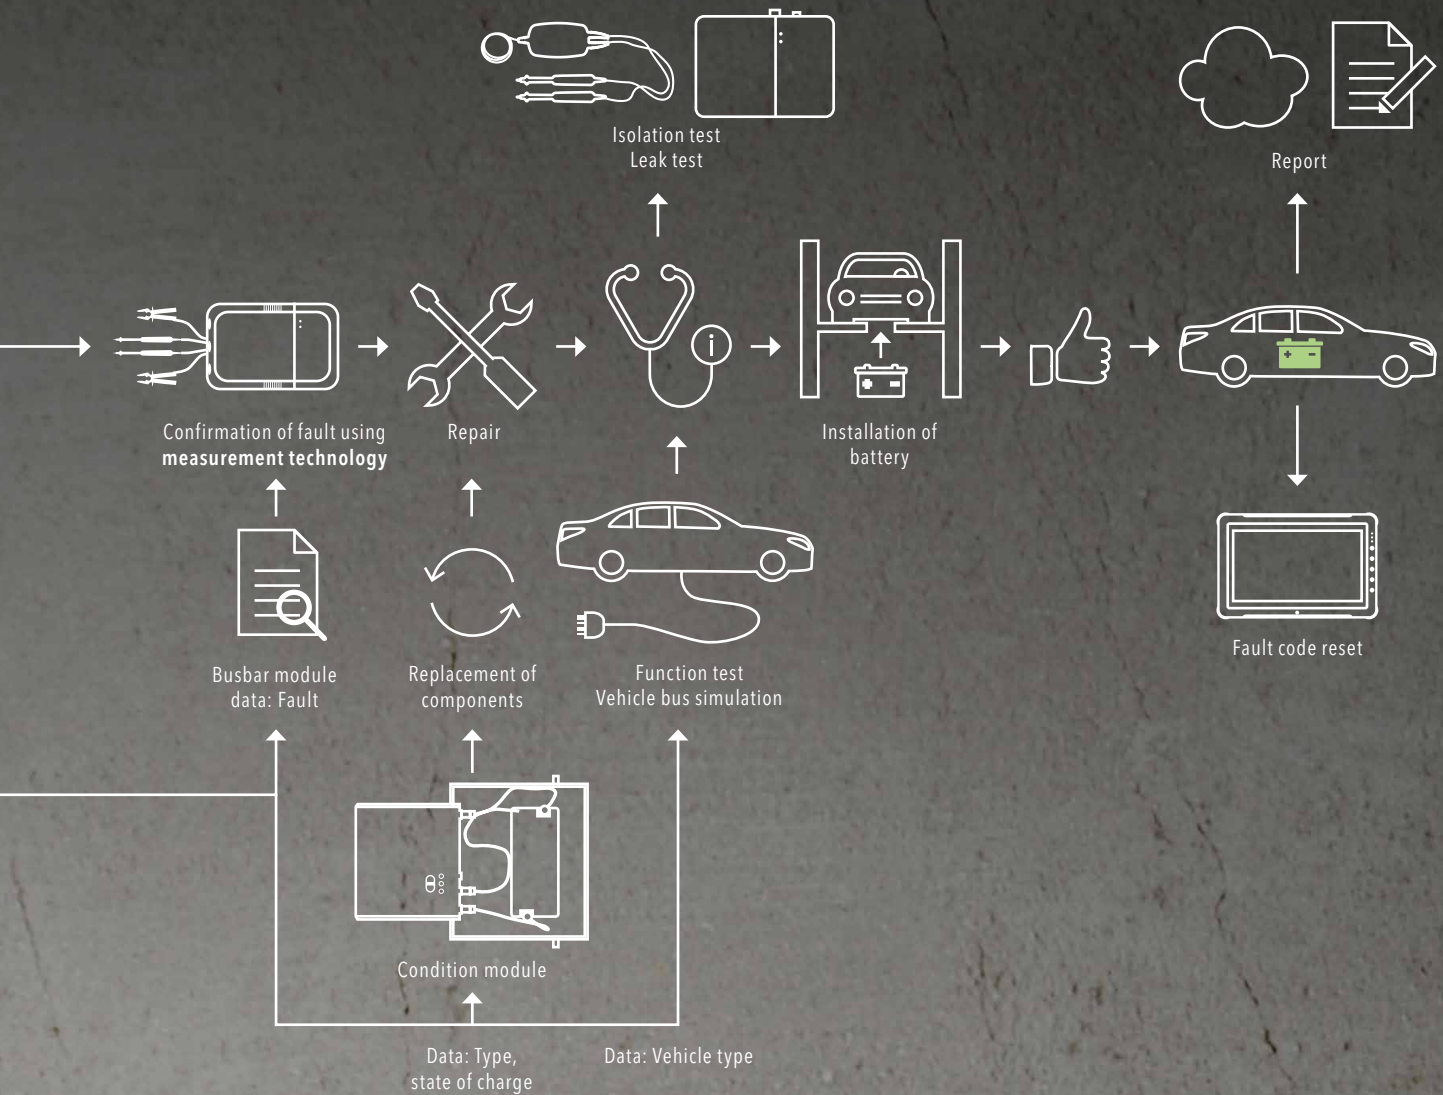 Isolation test
Leak test
Report
Confirmation of fault using
measurement technology
Repair
Installation of
battery
Busbar module
data: Fault
Replacement of
components
Function test
Vehicle bus simulation
Fault code reset
Condition module
Data: Type,
state of charge
Data: Vehicle type